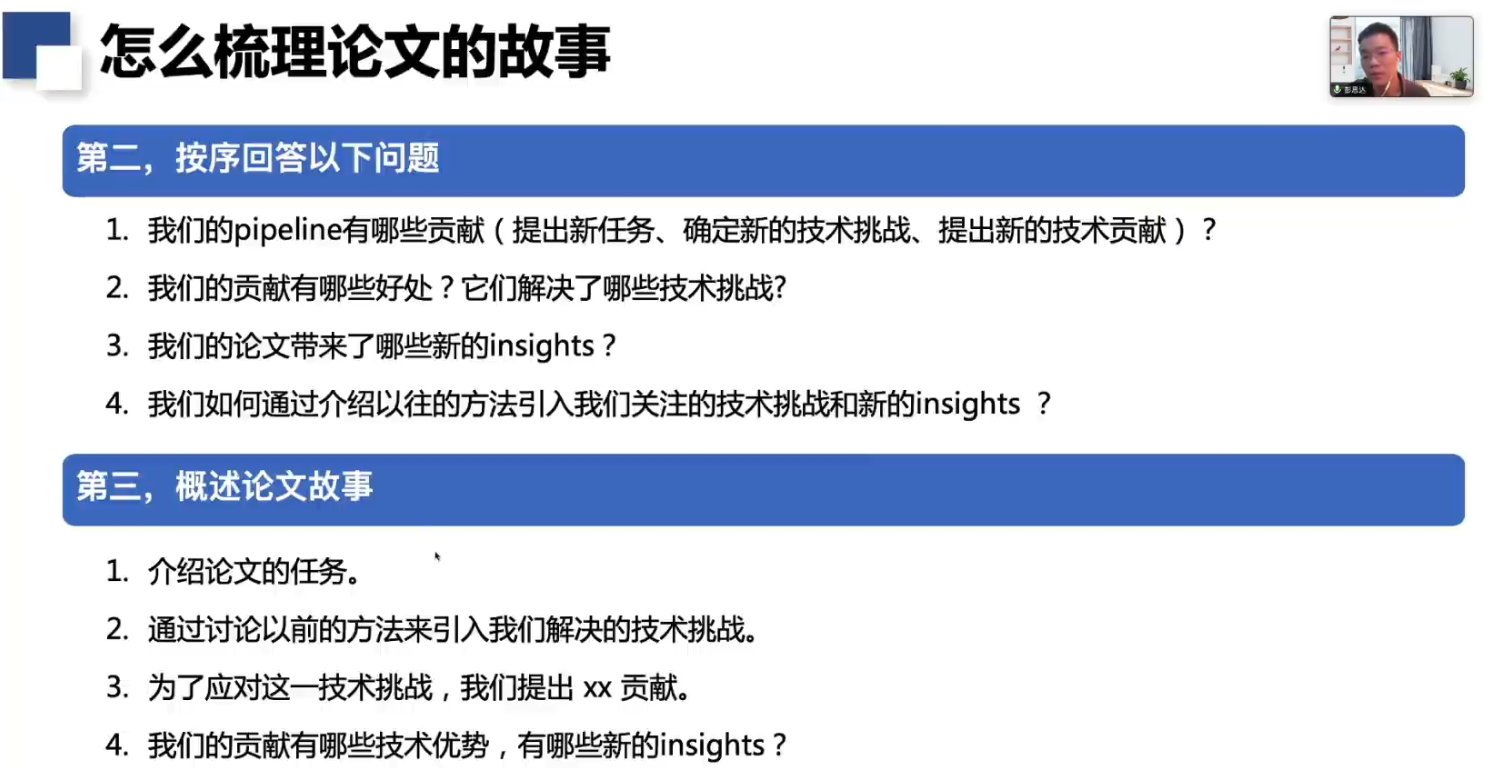 怎么梳理论文的故事
彭思达
第二，按序回答以下问题
1. 我们的pipeline有哪些贡献（提出新任务、确定新的技术挑战、提出新的技术贡献）？
2. 我们的贡献有哪些好处？它们解决了哪些技术挑战?
3. 我们的论文带来了哪些新的insights？
4. 我们如何通过介绍以往的方法引入我们关注的技术挑战和新的insights ？
第三，概述论文故事
1. 介绍论文的任务。
2. 通过讨论以前的方法来引入我们解决的技术挑战。
3. 为了应对这一技术挑战，我们提出 xx 贡献。
4. 我们的贡献有哪些技术优势，有哪些新的insights？